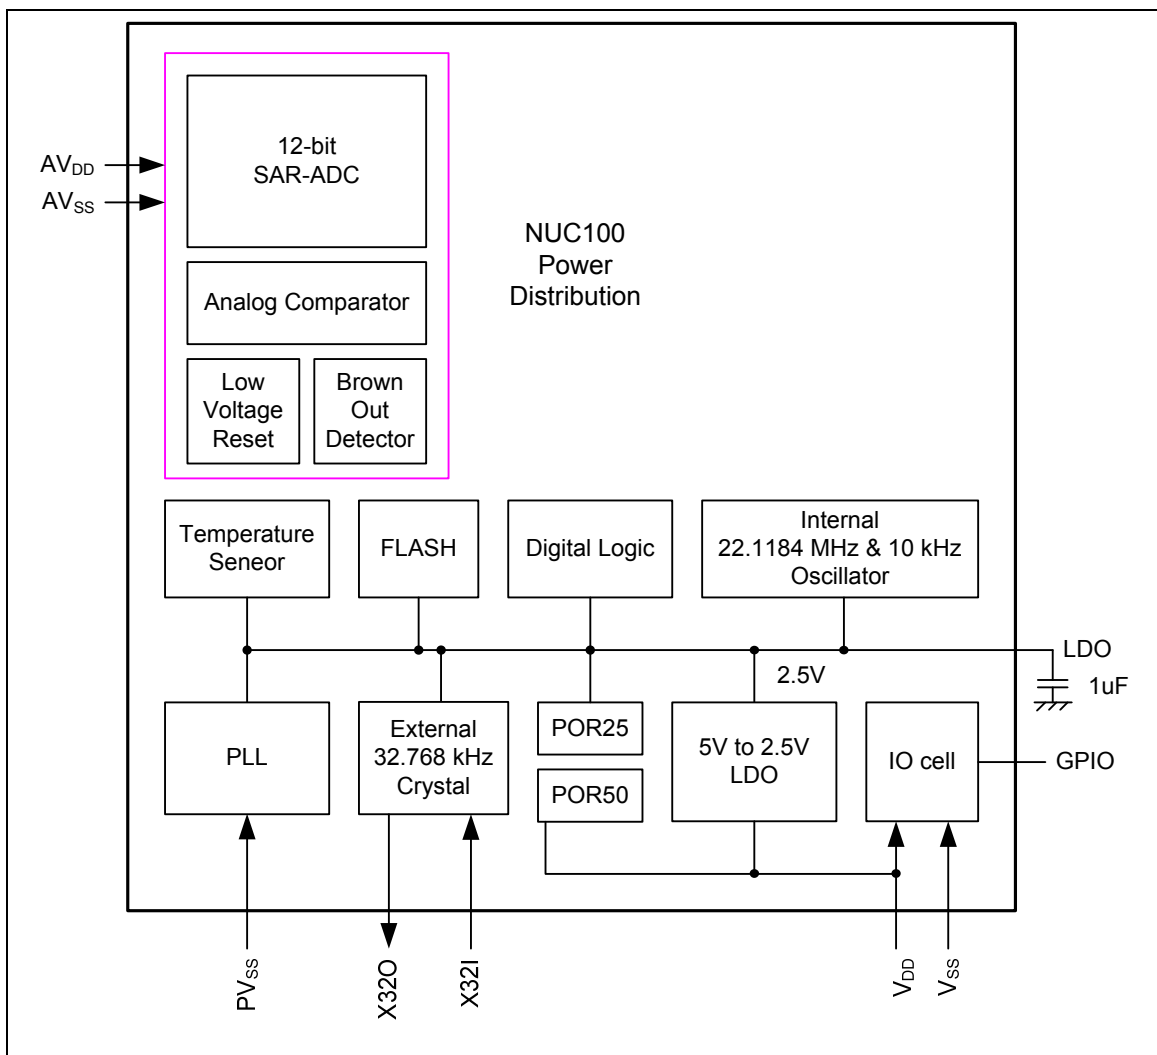 12-bit
SAR-ADC
AVDD
AVSS
NUC100
Power
Distribution
Analog Comparator
Low
Voltage
Reset
Brown
Out
Detector
Temperature
Seneor
FLASH
Digital Logic
Internal
22.1184 MHz & 10 kHz
Oscillator
LDO
2.5V
1uF
PLL
External
32.768 kHz
Crystal
POR25
POR50
5V to 2.5V
LDO
IO cell
GPIO
PVSS
X32O
X32I
VDD
VSS